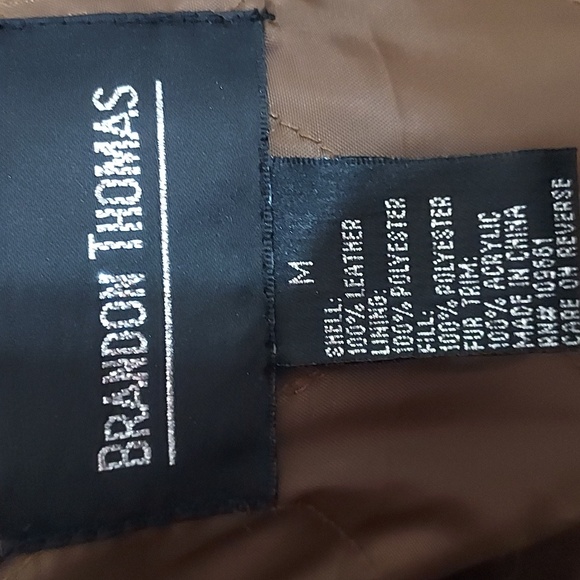 BRANDON THOMAS
M
SHELL:
100% LEATHER
LINING:
100% POLYESTER
FILL:
100% POLYESTER
FUR TRIM:
100% ACRYLIC
MADE IN CHINA
RN# 109661
CARE ON REVERSE